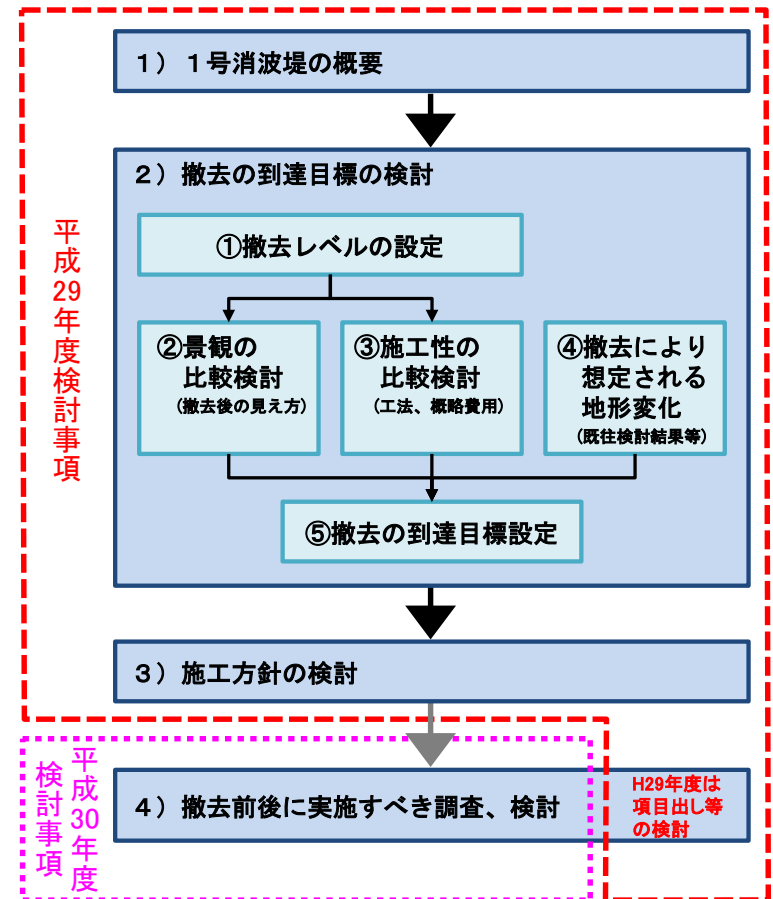 1）1号消波堤の概要
2）撤去の到達目標の検討
①撤去レベルの設定
②景観の
比較検討
(撤去後の見え方)
③施工性の
比較検討
(工法、概略費用)
④撤去により
想定される
地形変化
(既往検討結果等)
⑤撤去の到達目標設定
平成29年度検討事項
3）施工方針の検討
平成30年度
検討事項
4）撤去前後に実施すべき調査、検討
H29年度は
項目出し等
の検討